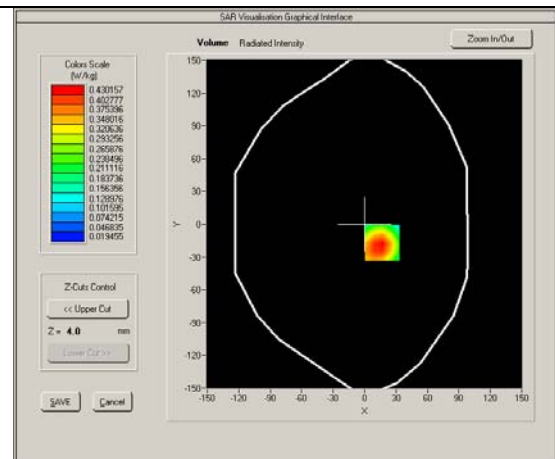 SAR Visualisation Graphical Interface
Volume Radiated Intensity
Zoom In/Out
Colors Scale
(W/kg)
0.430157
0.402777
0.375396
0.348016
0.320636
0.293256
0.265876
0.238496
0.211116
0.183736
0.156356
0.128976
0.101595
0.074215
0.046835
0.019455
150
120
90
60
30
0
-30
-60
-90
-120
-150
Y
-150 -120 -90 -60 -30 0 30 60 90 120 150
X
Z-Cuts Control
<< Upper Cut
Z = 4.0 mm
Lower Cut >>
SAVE Cancel